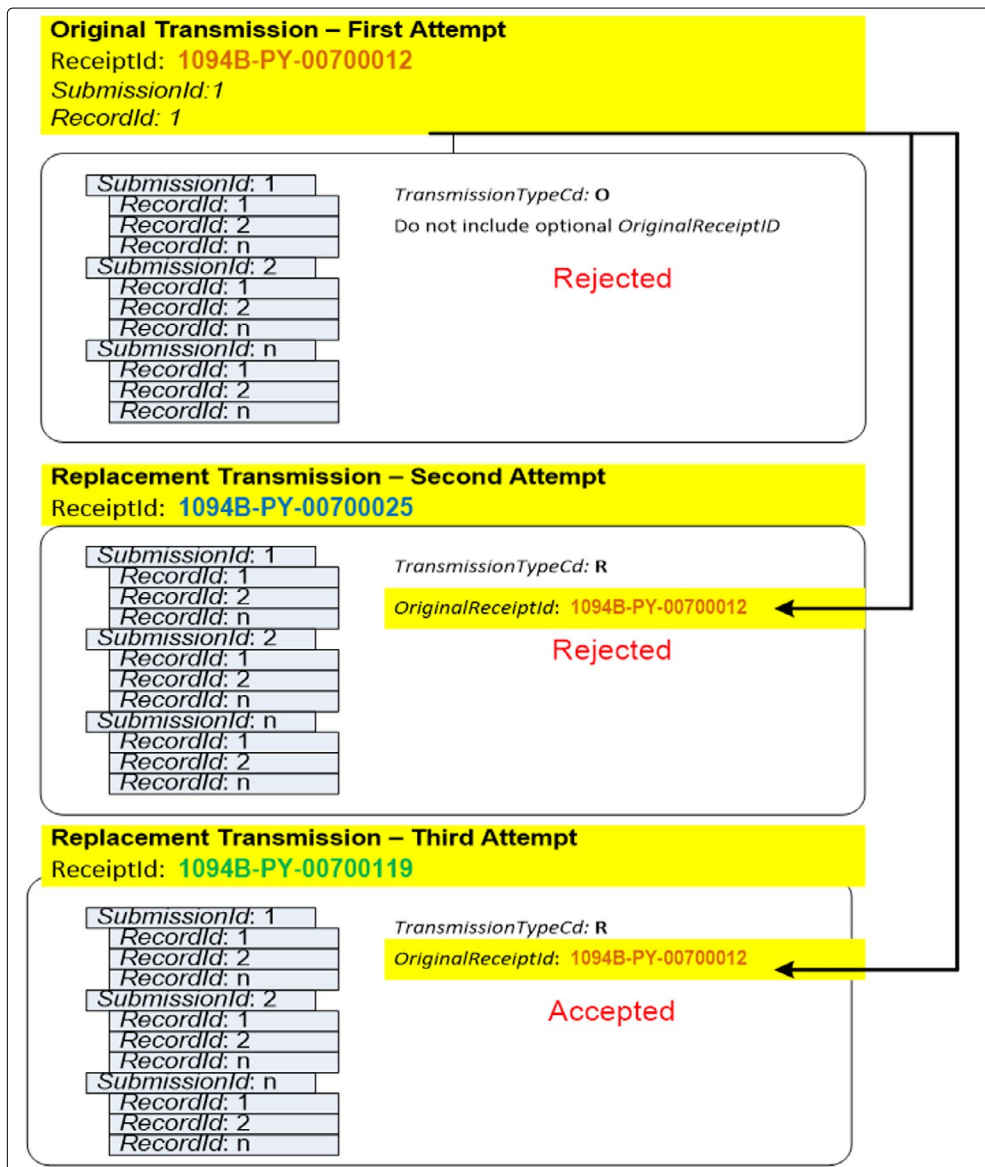 Original Transmission – First Attempt
ReceiptId: 1094B-PY-00700012
SubmissionId:1
RecordId: 1
SubmissionId: 1
RecordId: 1
RecordId: 2
RecordId: n
SubmissionId: 2
RecordId: 1
RecordId: 2
RecordId: n
SubmissionId: n
RecordId: 1
RecordId: 2
RecordId: n
TransmissionTypeCd: O
Do not include optional OriginalReceiptID
Rejected
Replacement Transmission – Second Attempt
ReceiptId: 1094B-PY-00700025
SubmissionId: 1
RecordId: 1
RecordId: 2
RecordId: n
SubmissionId: 2
RecordId: 1
RecordId: 2
RecordId: n
SubmissionId: n
RecordId: 1
RecordId: 2
RecordId: n
TransmissionTypeCd: R
OriginalReceiptId: 1094B-PY-00700012
Rejected
Replacement Transmission – Third Attempt
ReceiptId: 1094B-PY-00700119
SubmissionId: 1
RecordId: 1
RecordId: 2
RecordId: n
SubmissionId: 2
RecordId: 1
RecordId: 2
RecordId: n
SubmissionId: n
RecordId: 1
RecordId: 2
RecordId: n
TransmissionTypeCd: R
OriginalReceiptId: 1094B-PY-00700012
Accepted